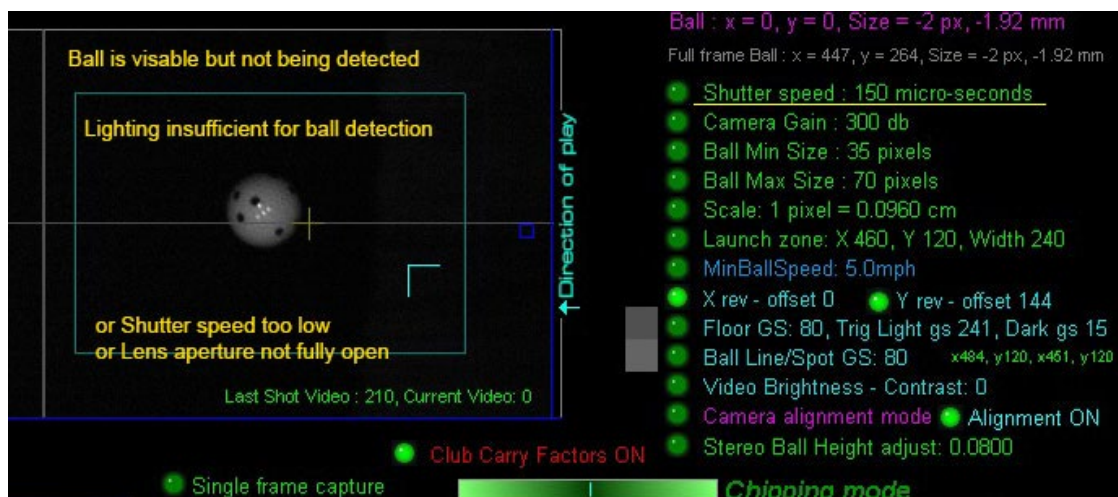 Ball : x = 0, y = 0, Size = -2 px, -1.92 mm
Full frame Ball : x = 447, y = 264, Size = -2 px, -1.92 mm
Ball is visable but not being detected
Lighting insufficient for ball detection
or Shutter speed too low
or Lens aperture not fully open
Last Shot Video : 210, Current Video: 0
Direction of play
Shutter speed : 150 micro-seconds
Camera Gain : 300 db
Ball Min Size : 35 pixels
Ball Max Size : 70 pixels
Scale: 1 pixel = 0.0960 cm
Launch zone: X 460, Y 120, Width 240
MinBallSpeed: 5.0mph
X rev - offset 0 Y rev - offset 144
Floor GS: 80, Trig Light gs 241, Dark gs 15
Ball Line/Spot GS: 80 x484, y120, x451, y120
Video Brightness - Contrast: 0
Camera alignment mode Alignment ON
Stereo Ball Height adjust: 0.0800
Club Carry Factors ON
Single frame capture
Chipping mode